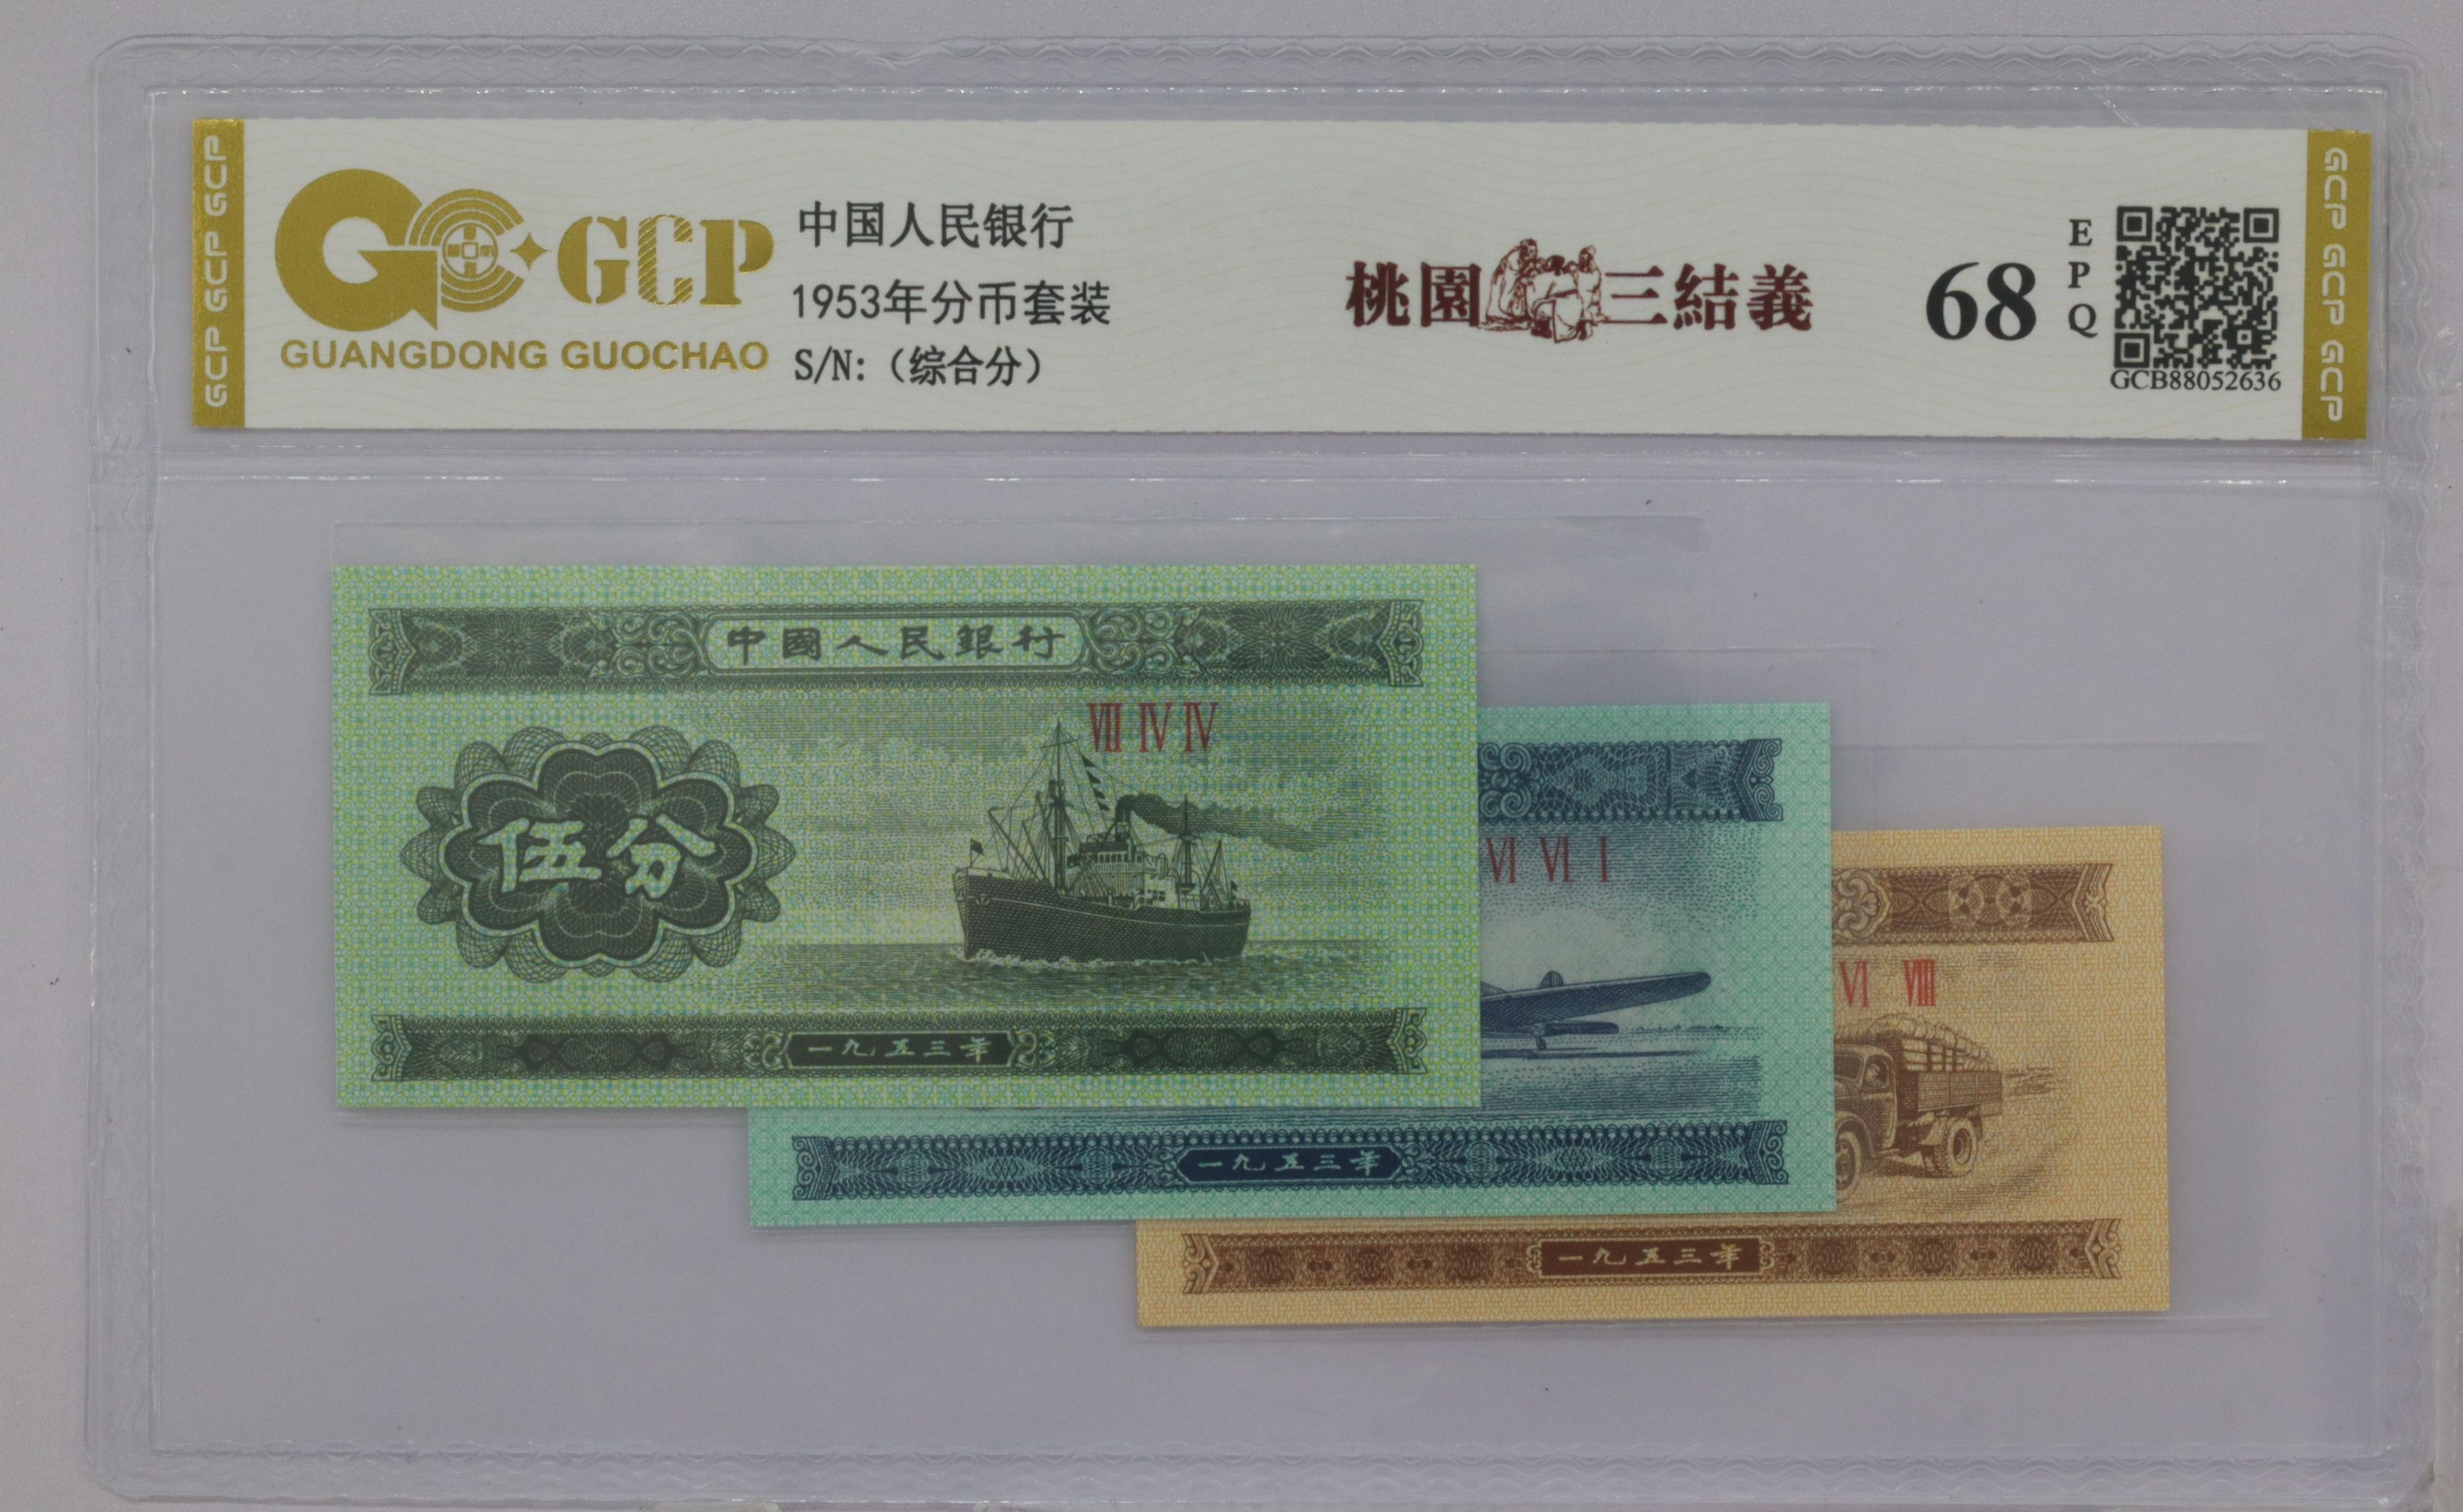 GCP GCP GCP
GCP
GUANGDONG GUOCHAO
中国人民银行
1953年分币套装
S/N:（综合分）
桃園三結義
68
EPQ
GCB88052636
GCP GCP GCP
中國人民銀行
Ⅷ Ⅳ Ⅳ
伍分
一九五三年
Ⅵ Ⅵ Ⅰ
一九五三年
Ⅵ Ⅷ
一九五三年